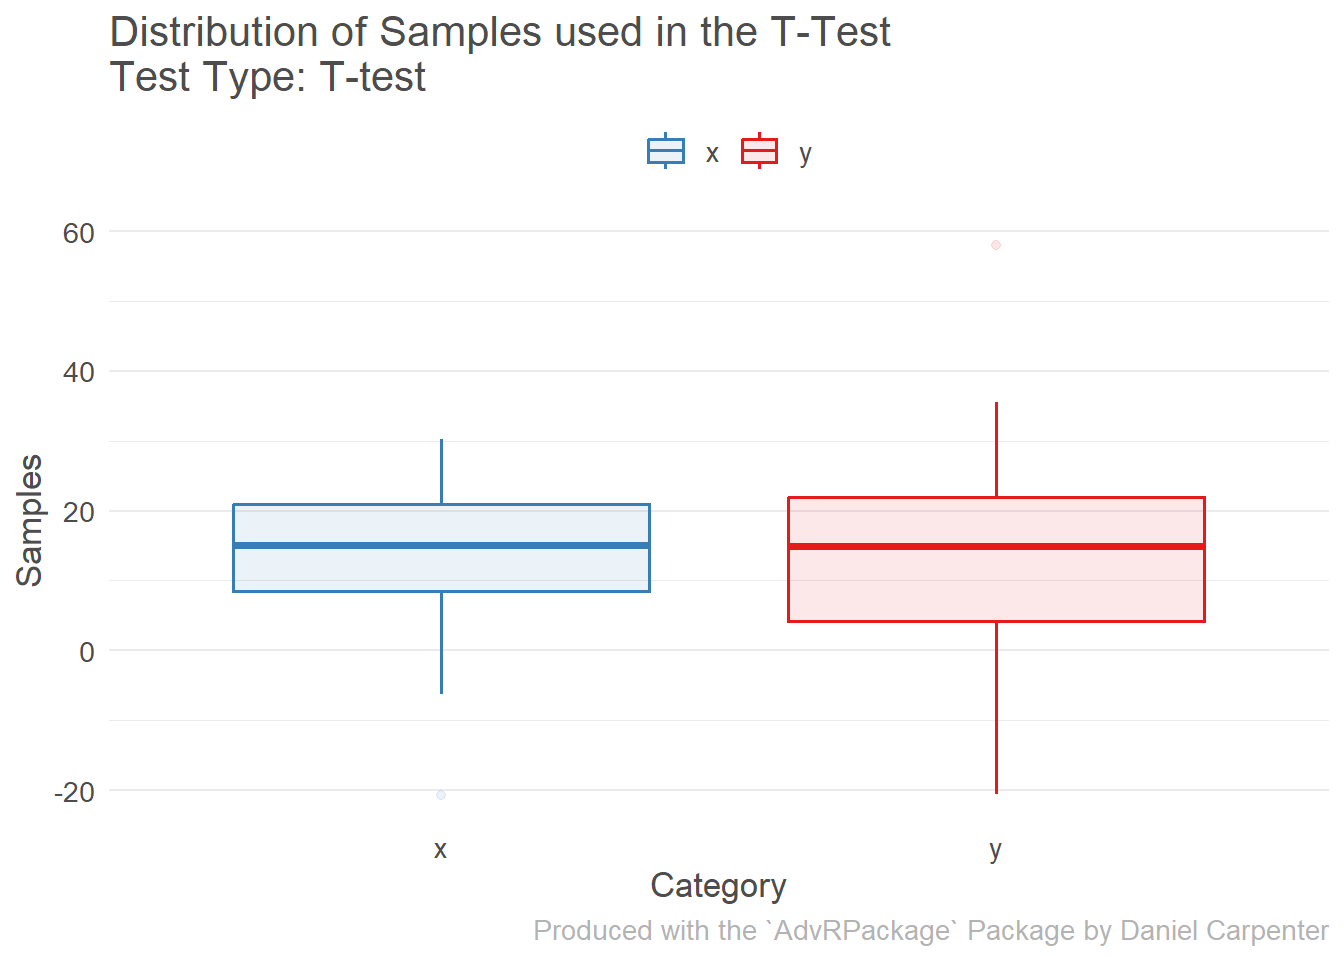 Distribution of Samples used in the T-Test
Test Type: T-test
x y
60
40
20
0
-20
Samples
x y
Category
Produced with the `AdvRPackage` Package by Daniel Carpenter